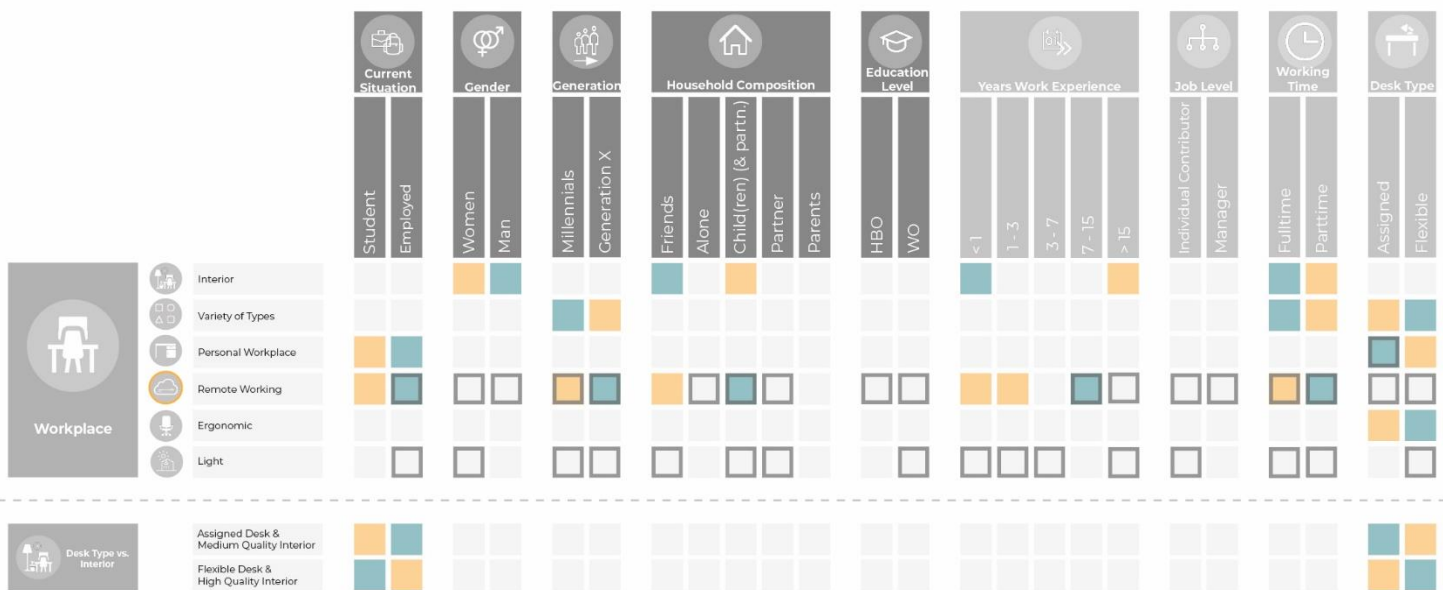 Current
Situation
Gender
Generation
Household Composition
Education
Level
Years Work Experience
Job Level
Working
Time
Desk Type
Student
Employed
Women
Man
Millennials
Generation X
Friends
Alone
Child(ren) (& partn.)
Partner
Parents
HBO
WO
< 1
1 - 3
3 - 7
7 - 15
> 15
Individual Contributor
Manager
Fulltime
Parttime
Assigned
Flexible
Workplace
Interior
Variety of Types
Personal Workplace
Remote Working
Ergonomic
Light
Desk Type vs.
Interior
Assigned Desk &
Medium Quality Interior
Flexible Desk &
High Quality Interior